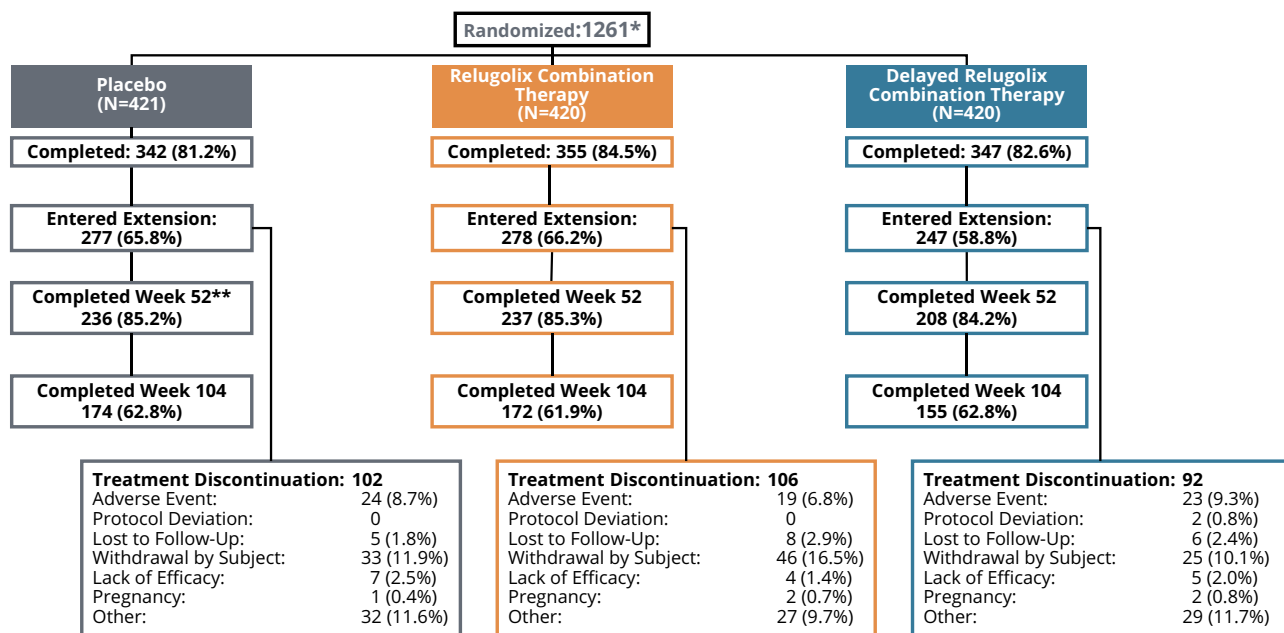 Randomized:1261*
Placebo
(N=421)
Completed: 342 (81.2%)
Entered Extension:
277 (65.8%)
Completed Week 52**
236 (85.2%)
Completed Week 104
174 (62.8%)
Treatment Discontinuation: 102
Adverse Event: 24 (8.7%)
Protocol Deviation: 0
Lost to Follow-Up: 5 (1.8%)
Withdrawal by Subject: 33 (11.9%)
Lack of Efficacy: 7 (2.5%)
Pregnancy: 1 (0.4%)
Other: 32 (11.6%)
Relugolix Combination
Therapy
(N=420)
Completed: 355 (84.5%)
Entered Extension:
278 (66.2%)
Completed Week 52
237 (85.3%)
Completed Week 104
172 (61.9%)
Treatment Discontinuation: 106
Adverse Event: 19 (6.8%)
Protocol Deviation: 0
Lost to Follow-Up: 8 (2.9%)
Withdrawal by Subject: 46 (16.5%)
Lack of Efficacy: 4 (1.4%)
Pregnancy: 2 (0.7%)
Other: 27 (9.7%)
Delayed Relugolix
Combination Therapy
(N=420)
Completed: 347 (82.6%)
Entered Extension:
247 (58.8%)
Completed Week 52
208 (84.2%)
Completed Week 104
155 (62.8%)
Treatment Discontinuation: 92
Adverse Event: 23 (9.3%)
Protocol Deviation: 2 (0.8%)
Lost to Follow-Up: 6 (2.4%)
Withdrawal by Subject: 25 (10.1%)
Lack of Efficacy: 5 (2.0%)
Pregnancy: 2 (0.8%)
Other: 29 (11.7%)